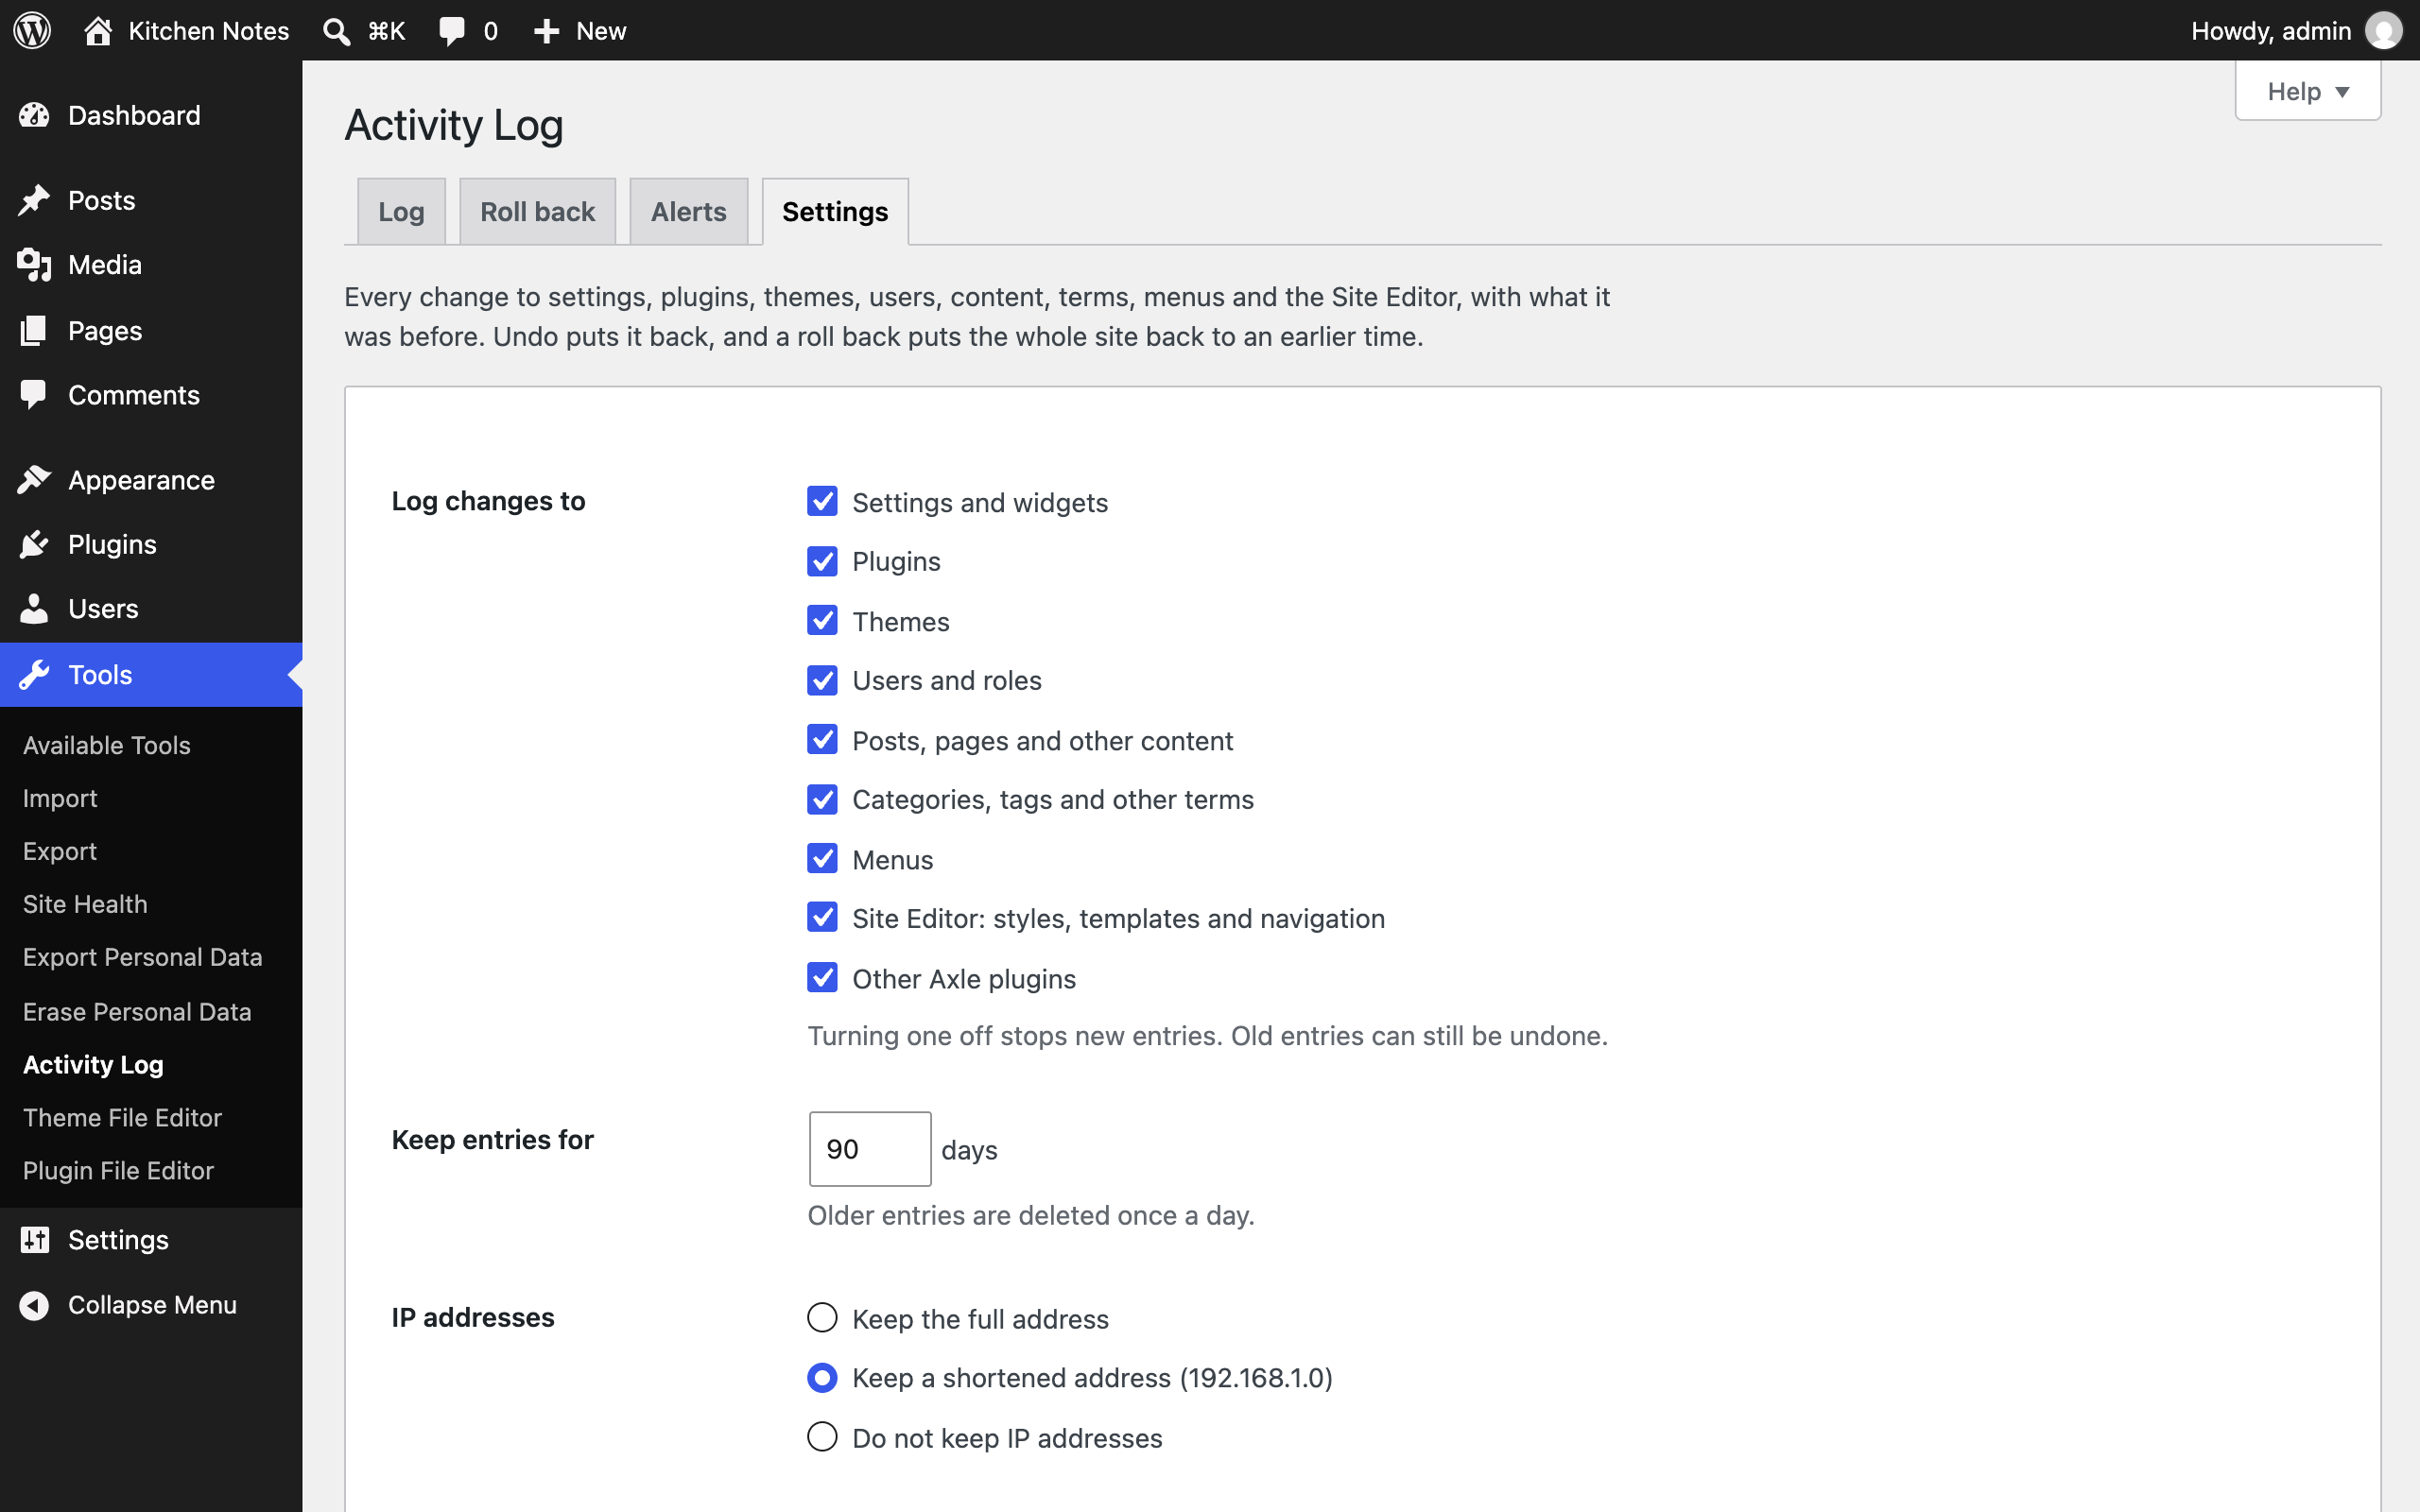 Kitchen Notes
⌘K
0
New
Howdy, admin
Dashboard
Posts
Media
Pages
Comments
Appearance
Plugins
Users
Tools
Available Tools
Import
Export
Site Health
Export Personal Data
Erase Personal Data
Activity Log
Theme File Editor
Plugin File Editor
Settings
Collapse Menu
Help
Activity Log
Log
Roll back
Alerts
Settings
Every change to settings, plugins, themes, users, content, terms, menus and the Site Editor, with what it
was before. Undo puts it back, and a roll back puts the whole site back to an earlier time.
Log changes to
Settings and widgets
Plugins
Themes
Users and roles
Posts, pages and other content
Categories, tags and other terms
Menus
Site Editor: styles, templates and navigation
Other Axle plugins
Turning one off stops new entries. Old entries can still be undone.
Keep entries for
90 days
Older entries are deleted once a day.
IP addresses
Keep the full address
Keep a shortened address (192.168.1.0)
Do not keep IP addresses